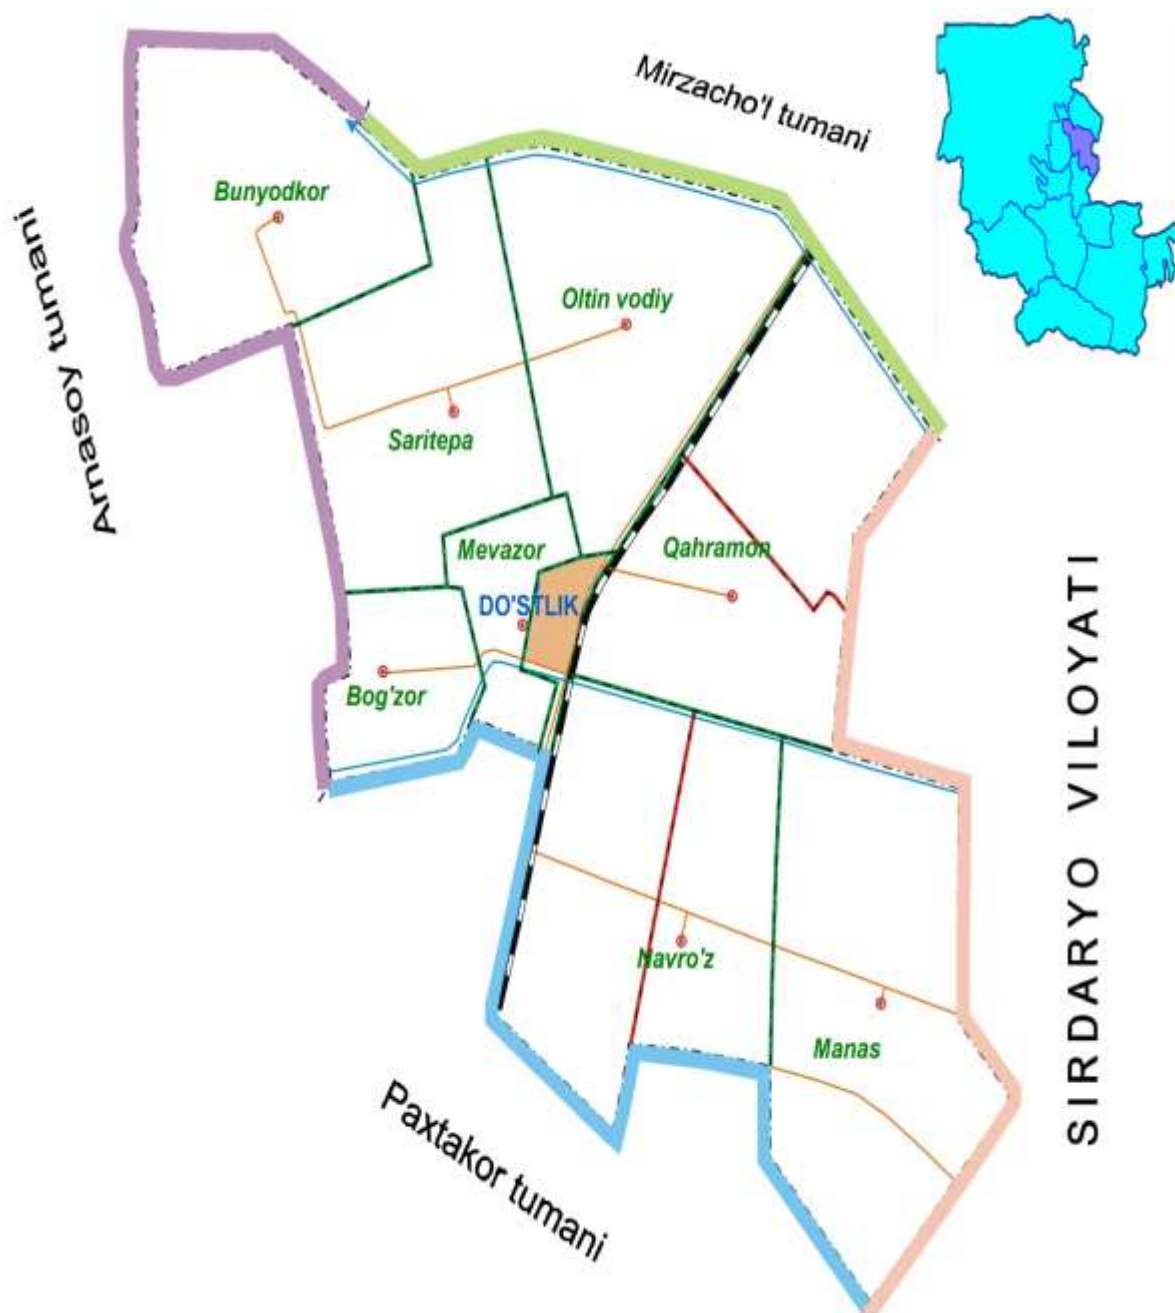 Mirzacho'l tumani
Bunyodkor
Arnasoy tumani
Oltin vodiy
Saritepa
Mevazor
Qahramon
DO'STLIK
Bog'zor
SIRDARYO VILOYATI
Navro'z
Manas
Paxtakor tumani